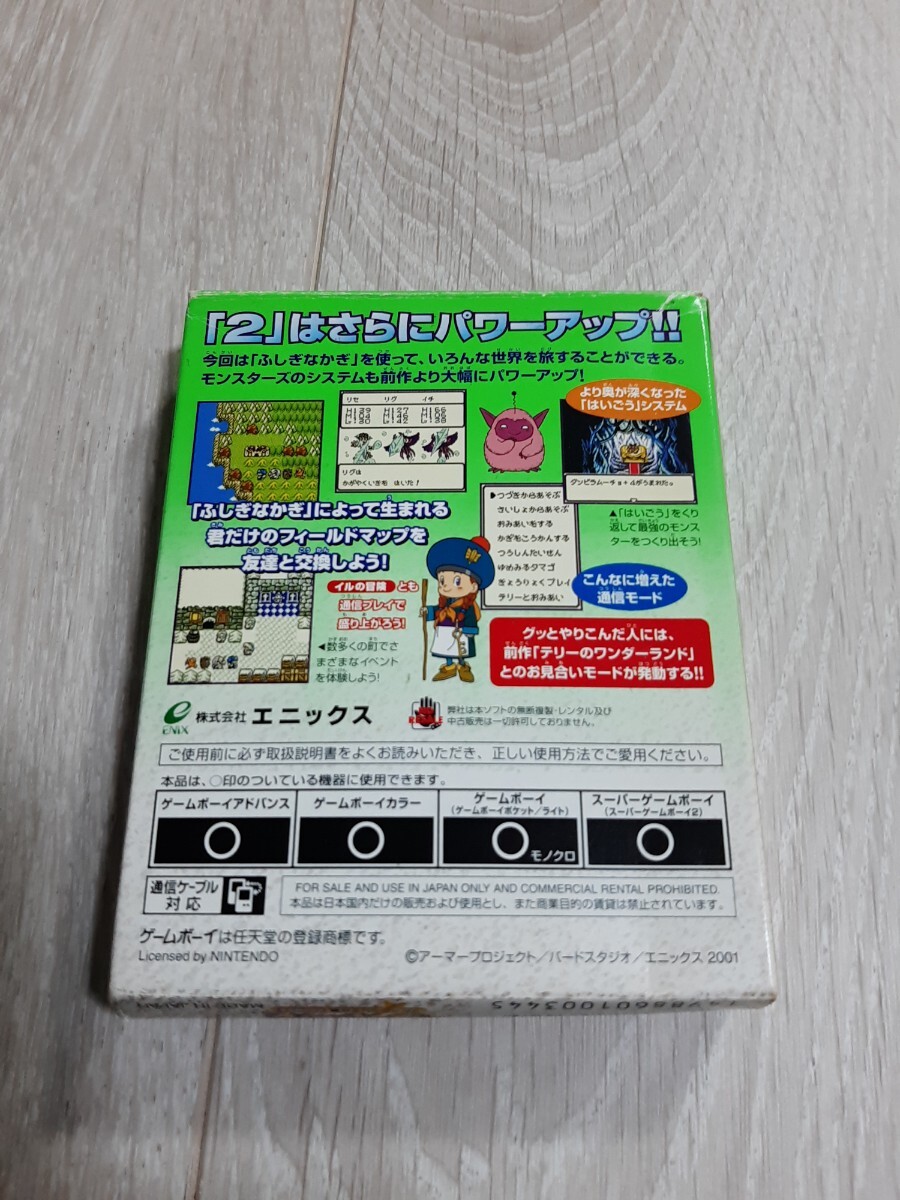 「2」はさらにパワーアップ!!
今回は「ふしぎなかぎ」を使って、いろんな世界を旅することができる。
モンスターズのシステムも前作より大幅にパワーアップ!
より奥が深くなった
「はいごう」システム
リセ リグ イチ
リグは
かがやくいきを はいた!
グンピラムーチョ+4がうまれた。
▲「はいごう」をくり
返して最強のモンス
ターをつくり出そう!
「ふしぎなかぎ」によって生まれる
君だけのフィールドマップを
友達と交換しよう!
▶つづきからあそぶ
さいしょからあそぶ
おみあいをする
かぎをこうかんする
つうしんたいせん
ゆめみるタマゴ
きょうりょくプレイ
テリーとおみあい
こんなに増えた
通信モード
イルの冒険とも
通信プレイで
盛り上がろう!
◀数多くの町でさ
まざまなイベント
を体験しよう!
グッとやりこんだ人には、
前作「テリーのワンダーランド」
とのお見合いモードが発動する!!
ENIX
株式会社エニックス
弊社は本ソフトの無断複製・レンタル及び
中古販売は一切許可しておりません。
ご使用前に必ず取扱説明書をよくお読みいただき、正しい使用方法でご愛用ください。
本品は、○印のついている機器に使用できます。
ゲームボーイアドバンス
ゲームボーイカラー
ゲームボーイ
(ゲームボーイポケット/ライト)
スーパーゲームボーイ
(スーパーゲームボーイ2)
○ ○ ○モノクロ ○
通信ケーブル
対応
FOR SALE AND USE IN JAPAN ONLY AND COMMERCIAL RENTAL PROHIBITED.
本品は日本国内だけの販売および使用とし、また商業目的の賃貸は禁止されています。
ゲームボーイは任天堂の登録商標です。
Licensed by NINTENDO
©アーマープロジェクト/バードスタジオ/エニックス 2001
MADE IN JAPAN